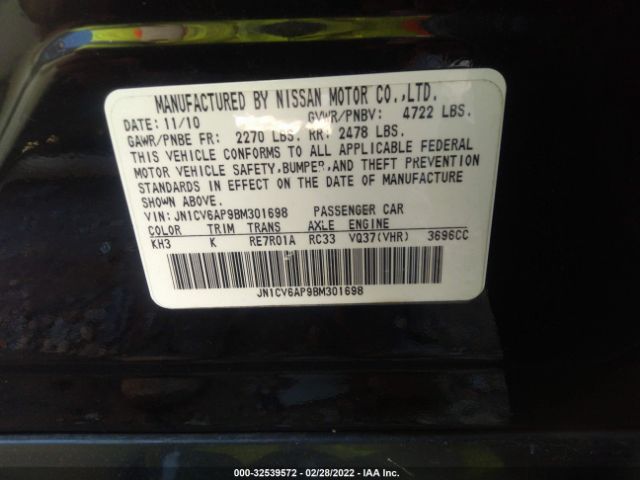 MANUFACTURED BY NISSAN MOTOR CO.,LTD.
DATE: 11/10 GVWR/PNBV: 4722 LBS.
GAWR/PNBE FR: 2270 LBS. RR: 2478 LBS.
THIS VEHICLE CONFORMS TO ALL APPLICABLE FEDERAL
MOTOR VEHICLE SAFETY, BUMPER, AND THEFT PREVENTION
STANDARDS IN EFFECT ON THE DATE OF MANUFACTURE
SHOWN ABOVE.
VIN: JN1CV6AP9BM301698 PASSENGER CAR
COLOR TRIM TRANS AXLE ENGINE
KH3 K RE7R01A RC33 VQ37(VHR) 3696CC
JN1CV6AP9BM301698
000-32539572 - 02/28/2022 - IAA Inc.